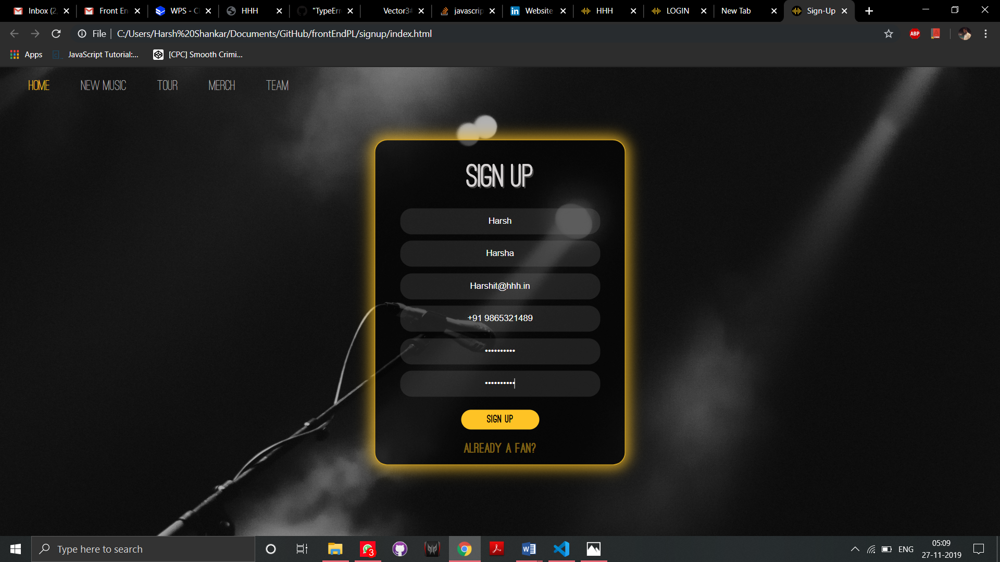 Inbox (2,
Front En
WPS - Cl
HHH
"TypeErr
Vector3#
javascrip
Website
HHH
LOGIN
New Tab
Sign-Up
File
C:/Users/Harsh%20Shankar/Documents/GitHub/frontEndPL/signup/index.html
ABP
Apps
JavaScript Tutorial:...
[CPC] Smooth Crimi...
HOME
NEW MUSIC
TOUR
MERCH
TEAM
SIGN UP
Harsh
Harsha
Harshit@hhh.in
+91 9865321489
••••••••••
••••••••••
SIGN UP
ALREADY A FAN?
Type here to search
3
ENG
05:09
27-11-2019